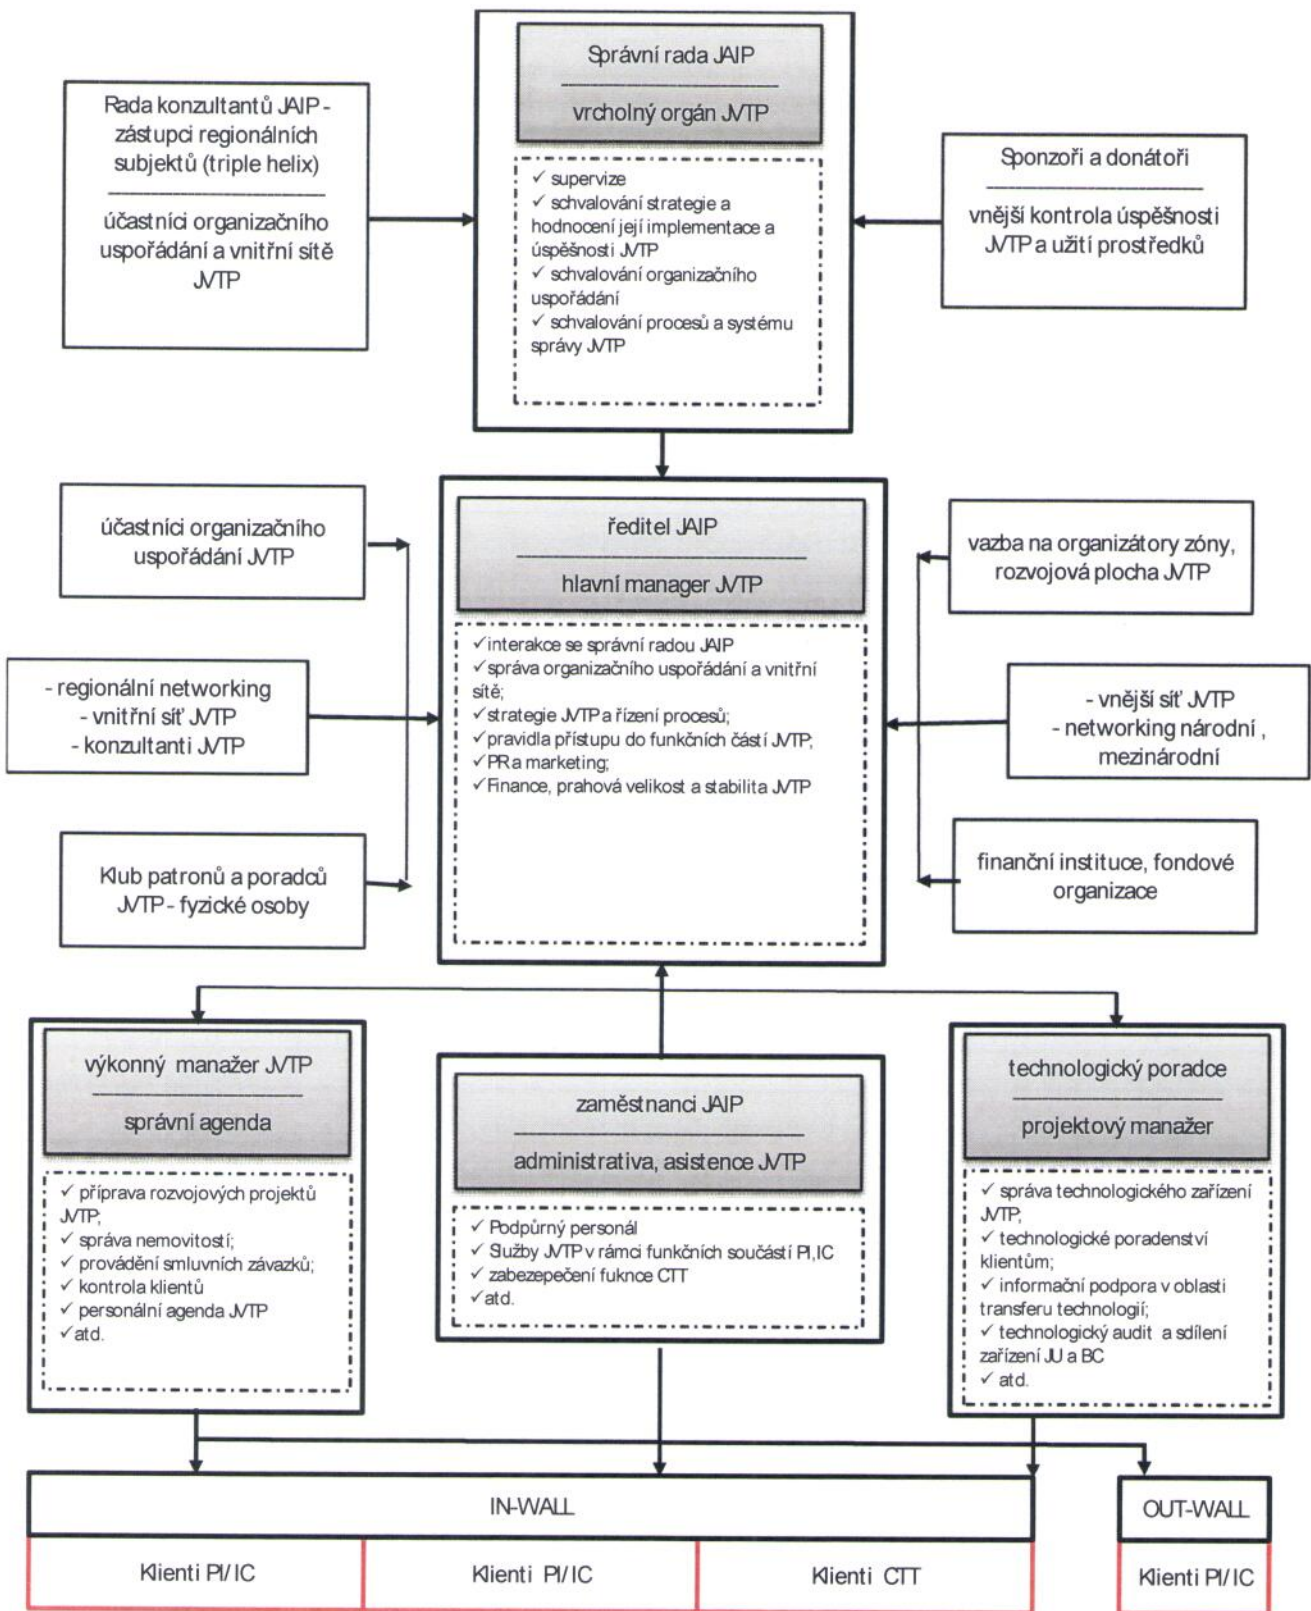 Správní rada JAIP
vrcholný orgán JVTP
✓ supervize
✓ schvalování strategie a
hodnocení její implementace a
úspěšnosti JVTP
✓ schvalování organizačního
uspořádání
✓ schvalování procesů a systému
správy JVTP
Rada konzultantů JAIP -
zástupci regionálních
subjektů (triple helix)
účastníci organizačního
uspořádání a vnitřní sítě
JVTP
Sponzoři a donátoři
vnější kontrola úspěšnosti
JVTP a užití prostředků
účastníci organizačního
uspořádání JVTP
- regionální networking
- vnitřní síť JVTP
- konzultanti JVTP
Klub patronů a poradců
JVTP - fyzické osoby
ředitel JAIP
hlavní manager JVTP
✓interakce se správní radou JAIP
✓správa organizačního uspořádání a vnitřní
sítě;
✓strategie JVTP a řízení procesů;
✓pravidla přístupu do funkčních částí JVTP;
✓PR a marketing;
✓Finance, prahová velikost a stabilita JVTP
vazba na organizátory zóny,
rozvojová plocha JVTP
- vnější síť JVTP
- networking národní ,
mezinárodní
finanční instituce, fondové
organizace
výkonný manažer JVTP
správní agenda
✓ příprava rozvojových projektů
JVTP;
✓ správa nemovitostí;
✓ provádění smluvních závazků;
✓ kontrola klientů
✓ personální agenda JVTP
✓atd.
zaměstnanci JAIP
administrativa, asistence JVTP
✓ Podpůrný personál
✓ Služby JVTP v rámci funkčních součástí PI,IC
✓ zabezepečení fuknce CTT
✓atd.
technologický poradce
projektový manažer
✓ správa technologického zařízení
JVTP;
✓ technologické poradenství
klientům;
✓ informační podpora v oblasti
transferu technologií;
✓ technologický audit a sdílení
zařízení JU a BC
✓ atd.
IN-WALL
OUT-WALL
Klienti PI/IC
Klienti PI/IC
Klienti CTT
Klienti PI/IC